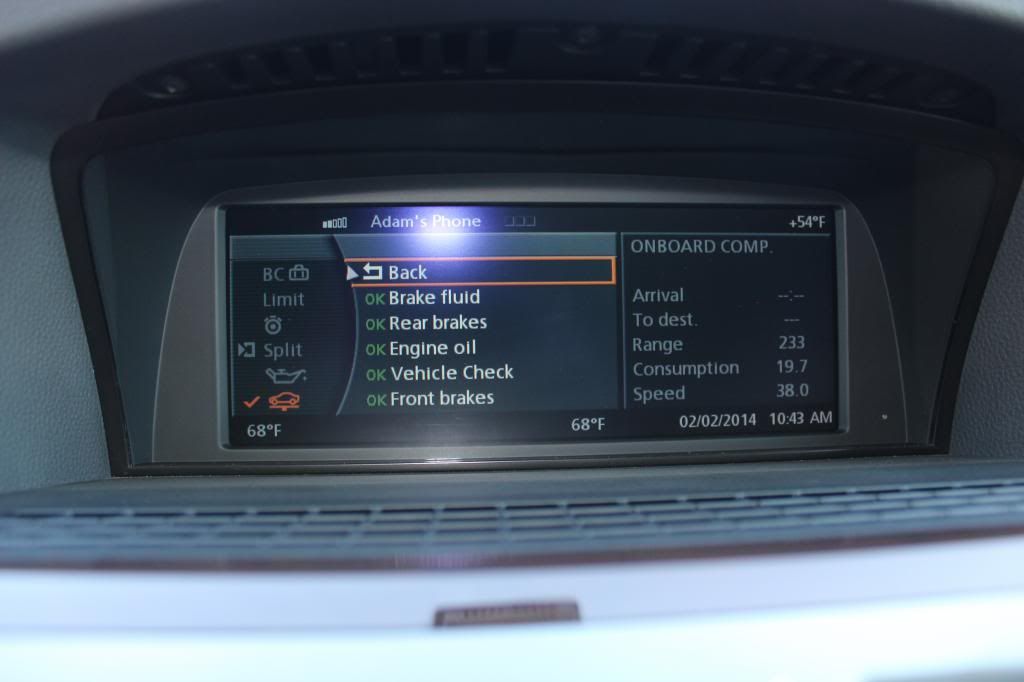 Adam's Phone +54°F
BC
Limit
Split
Back
OK Brake fluid
OK Rear brakes
OK Engine oil
OK Vehicle Check
OK Front brakes
ONBOARD COMP.
Arrival --:--
To dest. ---
Range 233
Consumption 19.7
Speed 38.0
68°F 68°F 02/02/2014 10:43 AM